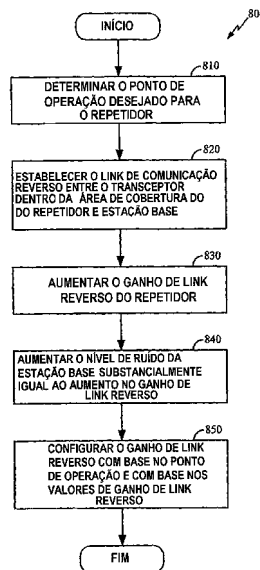 80
INÍCIO
810
DETERMINAR O PONTO DE
OPERAÇÃO DESEJADO PARA
O REPETIDOR
820
ESTABELECER O LINK DE COMUNICAÇÃO
REVERSO ENTRE O TRANSCEPTOR
DENTRO DA ÁREA DE COBERTURA DO
DO REPETIDOR E ESTAÇÃO BASE
830
AUMENTAR O GANHO DE LINK
REVERSO DO REPETIDOR
840
AUMENTAR O NÍVEL DE RUÍDO DA
ESTAÇÃO BASE SUBSTANCIALMENTE
IGUAL AO AUMENTO NO GANHO DE
LINK REVERSO
850
CONFIGURAR O GANHO DE LINK
REVERSO COM BASE NO PONTO
DE OPERAÇÃO E COM BASE NOS
VALORES DE GANHO DE LINK
REVERSO
FIM